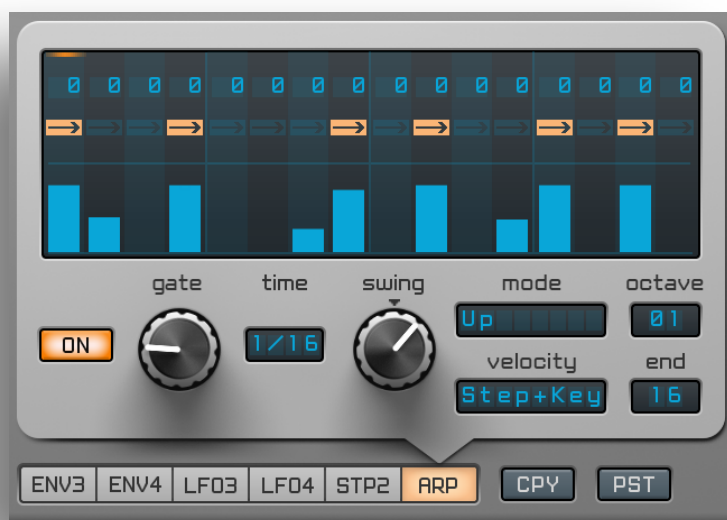 0 0 0 0 0 0 0 0 0 0 0 0 0 0 0 0
gate time swing mode octave
ON 1/16 Up 01
velocity end
Step+Key 16
ENV3 ENV4 LFO3 LFO4 STP2 ARP CPY PST